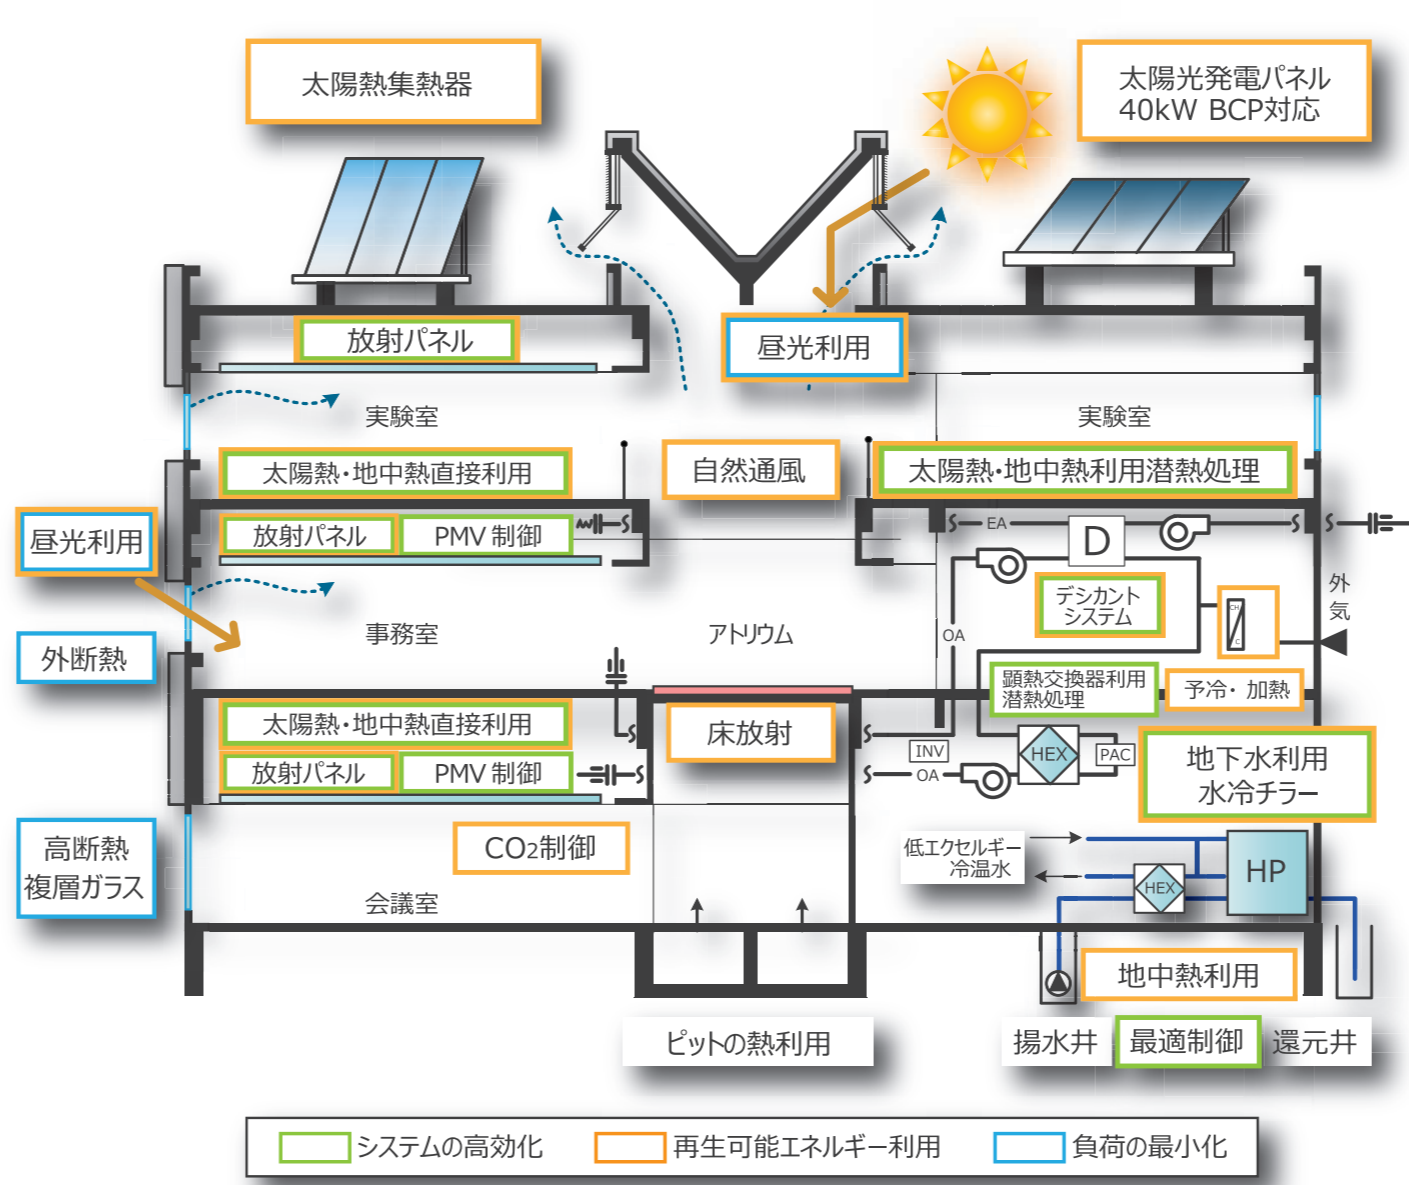 太陽熱集熱器
太陽光発電パネル
40kW BCP対応
放射パネル
昼光利用
実験室
実験室
太陽熱・地中熱直接利用
自然通風
太陽熱・地中熱利用潜熱処理
昼光利用
放射パネル
PMV 制御
EA
D
デシカント
システム
外
気
OA
事務室
アトリウム
外断熱
顕熱交換器利用
潜熱処理
予冷・加熱
太陽熱・地中熱直接利用
床放射
INV
HEX
PAC
地下水利用
水冷チラー
放射パネル
PMV 制御
OA
高断熱
複層ガラス
CO2制御
低エクセルギー
冷温水
HEX
HP
会議室
地中熱利用
ピットの熱利用
揚水井
最適制御
還元井
システムの高効化
再生可能エネルギー利用
負荷の最小化